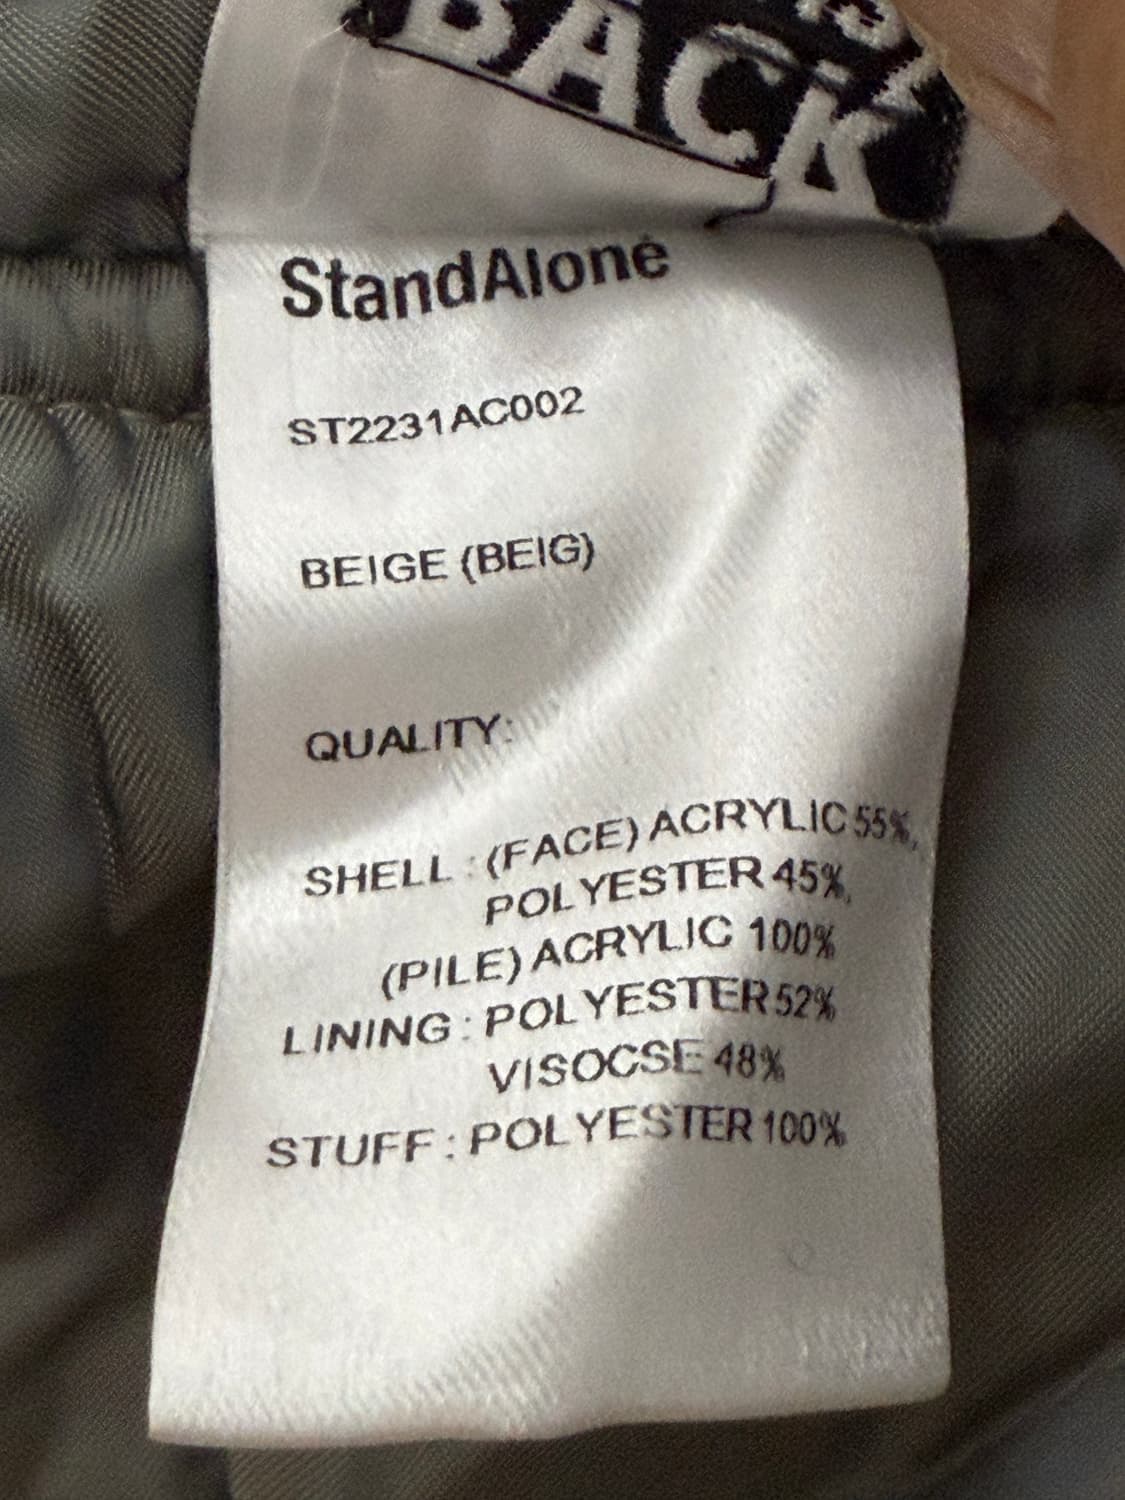 BACK
StandAlone
ST2231AC002
BEIGE (BEIG)
QUALITY:
SHELL : (FACE) ACRYLIC 55%,
POLYESTER 45%,
(PILE) ACRYLIC 100%
LINING : POLYESTER 52%
VISOCSE 48%
STUFF : POLYESTER 100%